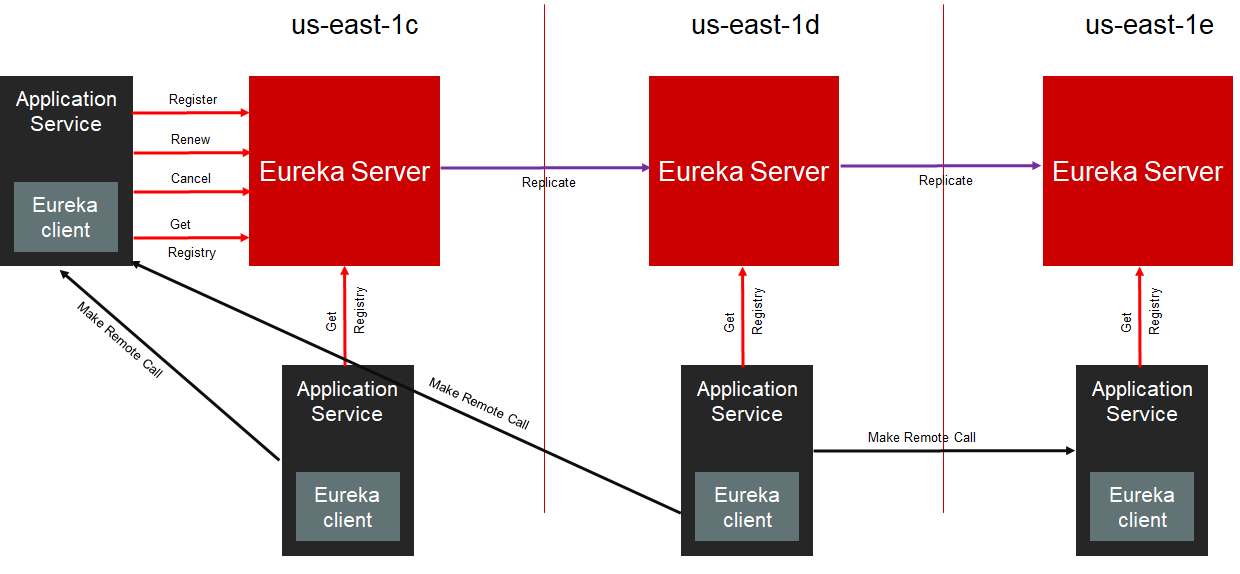 us-east-1c
us-east-1d
us-east-1e
Application
Service
Eureka
client
Register
Renew
Cancel
Get
Registry
Eureka Server
Replicate
Eureka Server
Replicate
Eureka Server
Make Remote Call
Get
Registry
Make Remote Call
Get
Registry
Get
Registry
Application
Service
Eureka
client
Application
Service
Eureka
client
Make Remote Call
Application
Service
Eureka
client